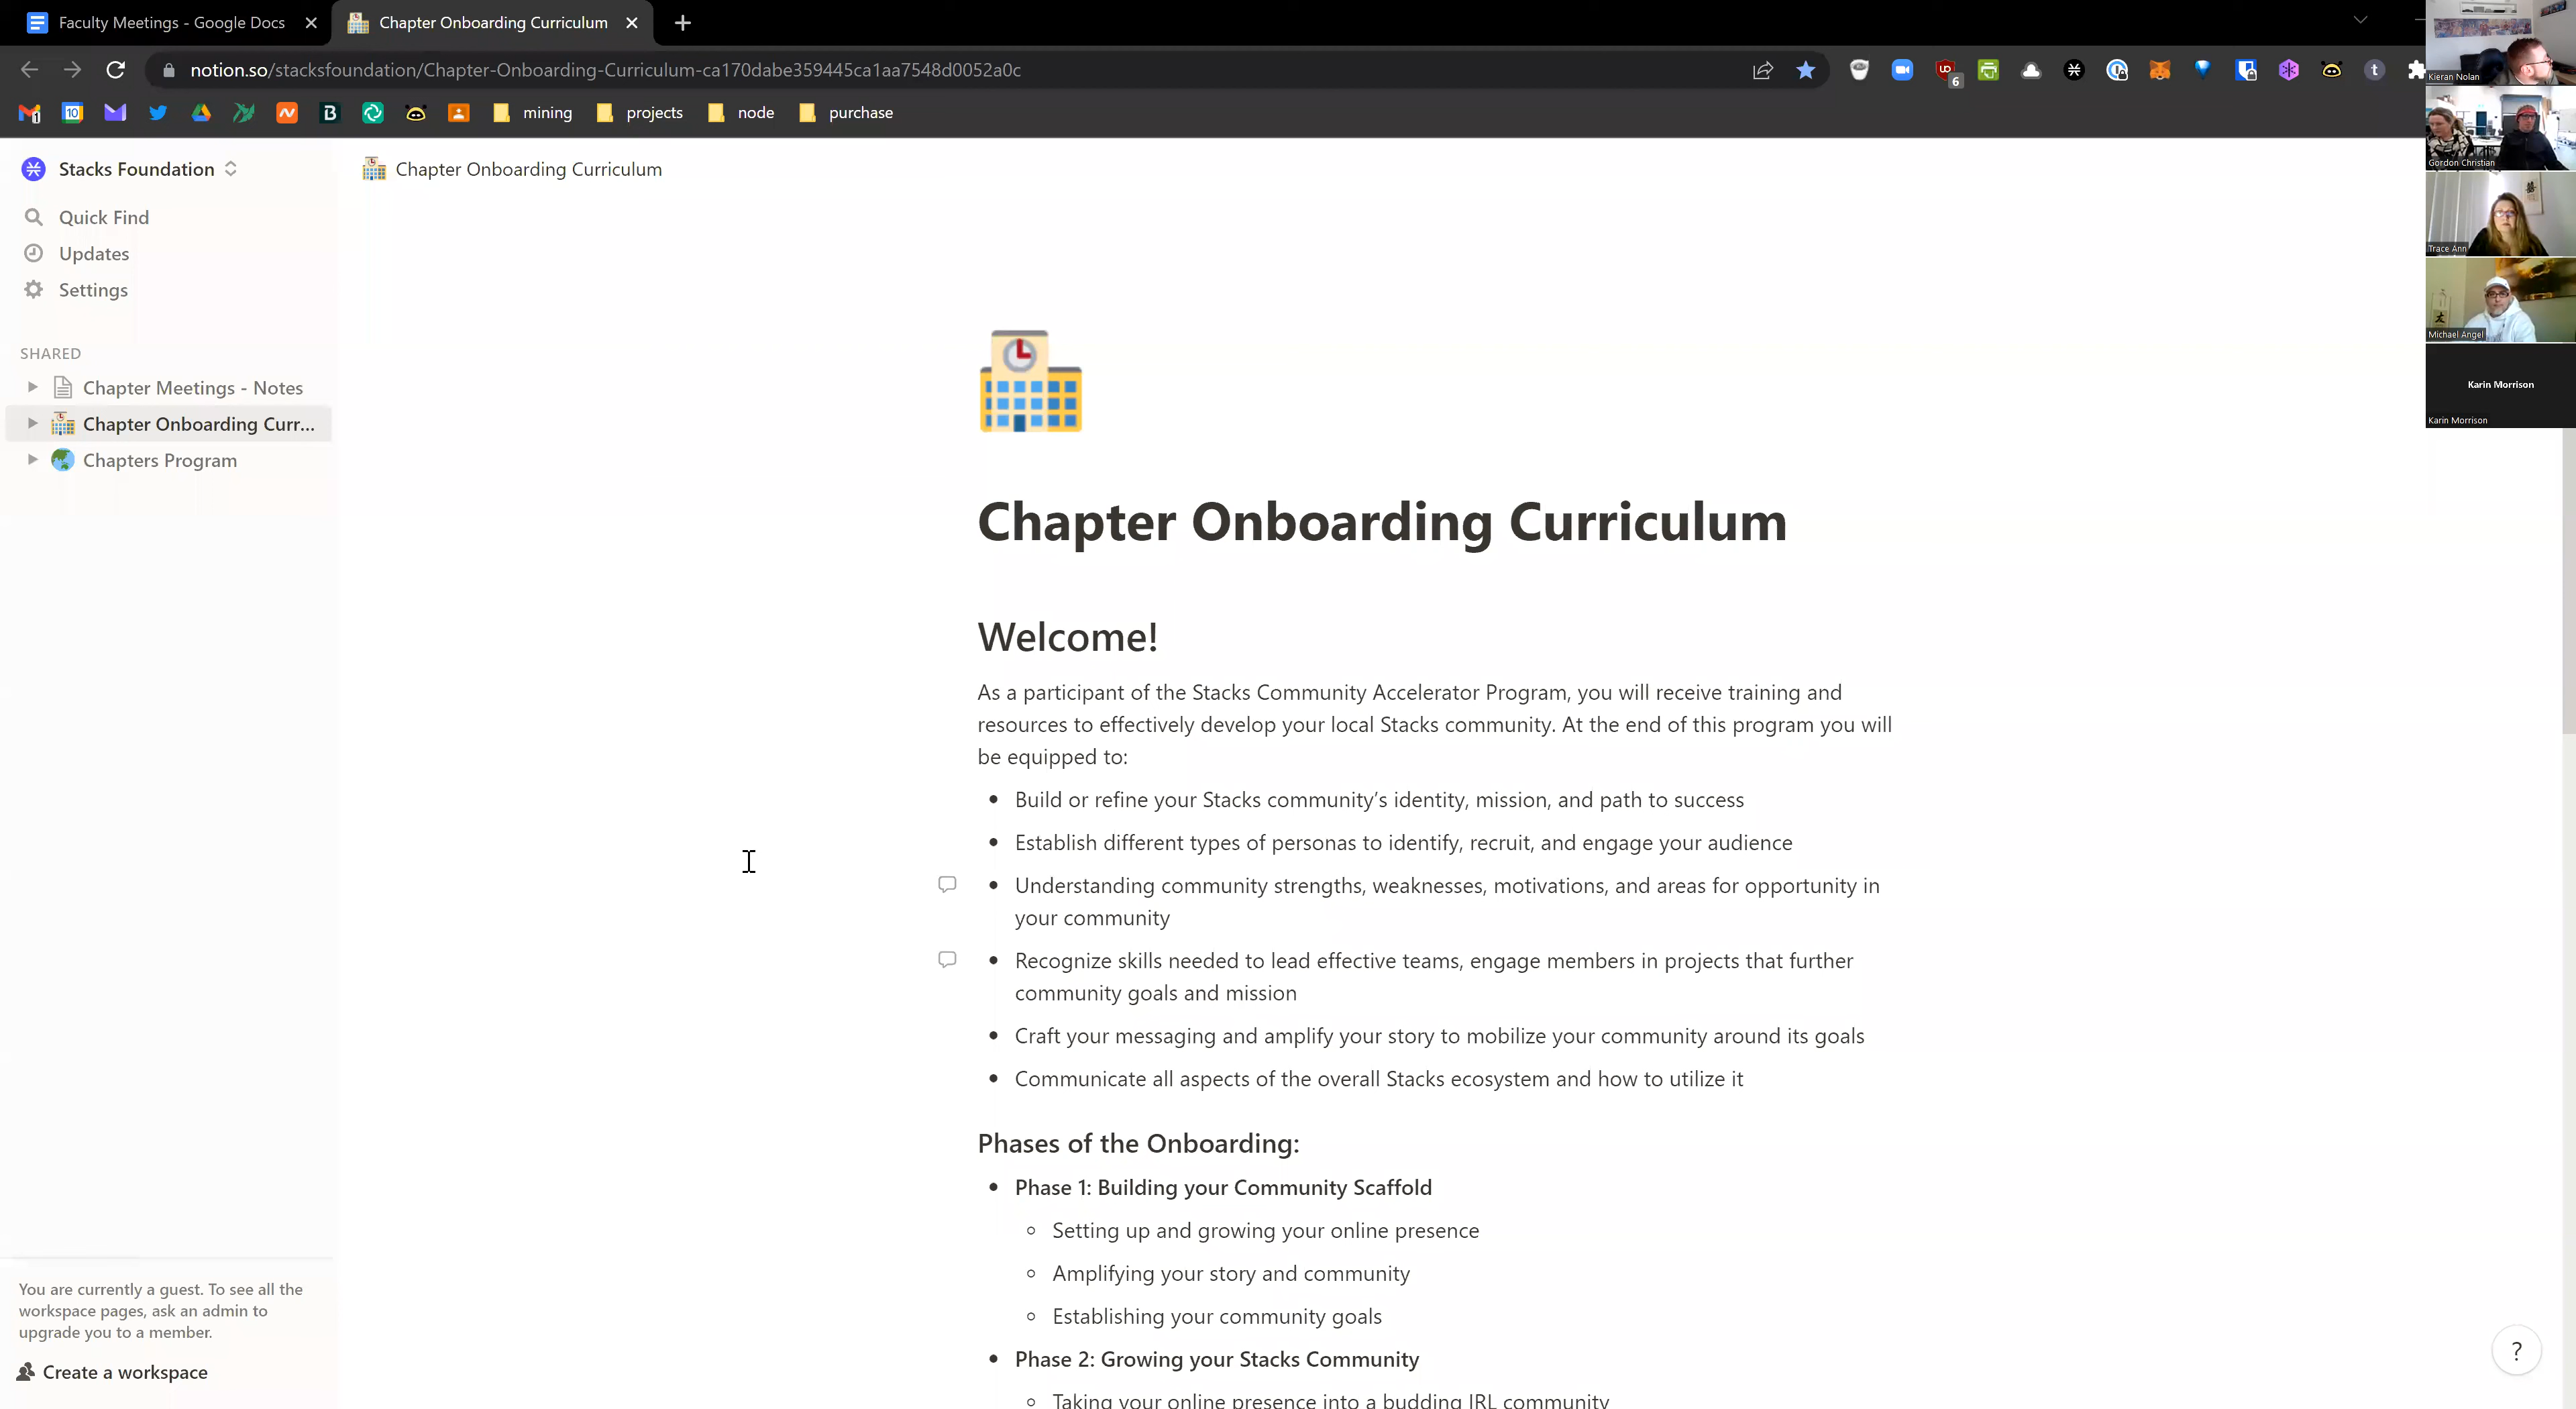 Faculty Meetings - Google Docs
Chapter Onboarding Curriculum
notion.so/stacksfoundation/Chapter-Onboarding-Curriculum-ca170dabe359445ca1aa7548d0052a0c
6
t
1
10
B
mining
projects
node
purchase
Stacks Foundation
Quick Find
Updates
Settings
SHARED
Chapter Meetings - Notes
Chapter Onboarding Curr...
Chapters Program
You are currently a guest. To see all the
workspace pages, ask an admin to
upgrade you to a member.
Create a workspace
Chapter Onboarding Curriculum
Chapter Onboarding Curriculum
Welcome!
As a participant of the Stacks Community Accelerator Program, you will receive training and
resources to effectively develop your local Stacks community. At the end of this program you will
be equipped to:
• Build or refine your Stacks community’s identity, mission, and path to success
• Establish different types of personas to identify, recruit, and engage your audience
• Understanding community strengths, weaknesses, motivations, and areas for opportunity in
your community
• Recognize skills needed to lead effective teams, engage members in projects that further
community goals and mission
• Craft your messaging and amplify your story to mobilize your community around its goals
• Communicate all aspects of the overall Stacks ecosystem and how to utilize it
Phases of the Onboarding:
• Phase 1: Building your Community Scaffold
◦ Setting up and growing your online presence
◦ Amplifying your story and community
◦ Establishing your community goals
• Phase 2: Growing your Stacks Community
◦ Taking your online presence into a budding IRL community
?
Kieran Nolan
Gordon Christian
Trace Ann
Michael Angel
Karin Morrison
Karin Morrison